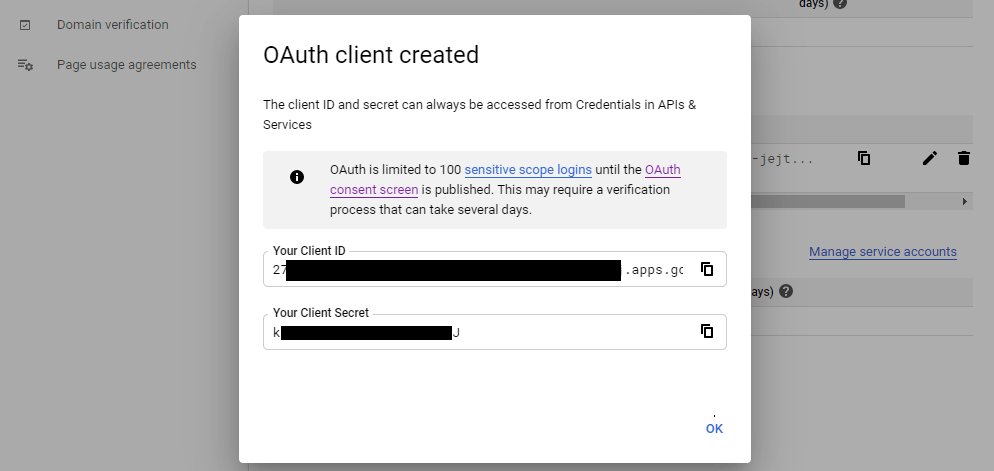 Domain verification
Page usage agreements
days)
OAuth client created
The client ID and secret can always be accessed from Credentials in APIs &
Services
OAuth is limited to 100 sensitive scope logins until the OAuth
consent screen is published. This may require a verification
process that can take several days.
-jejt...
Manage service accounts
Your Client ID
27 .apps.gc
ays)
Your Client Secret
k J
OK